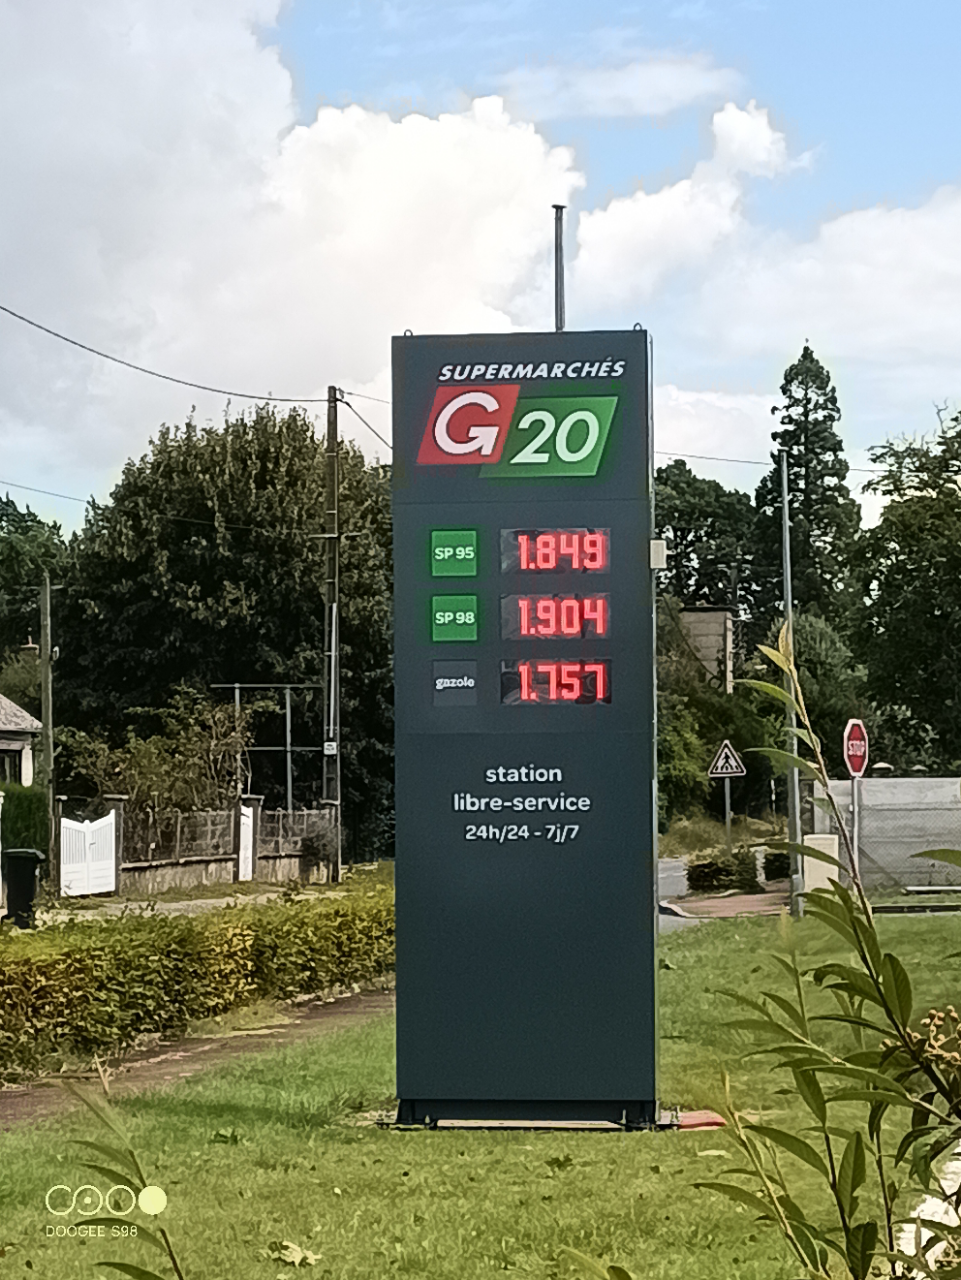 SUPERMARCHÉS
G20
SP 95 1.849
SP 98 1.904
gazole 1.757
station
libre-service
24h/24 - 7j/7
STOP
DOOGEE S98